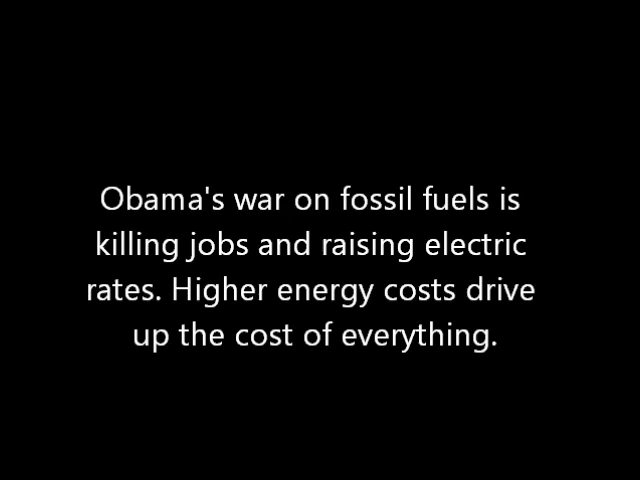 Obama's war on fossil fuels is
killing jobs and raising electric
rates. Higher energy costs drive
up the cost of everything.